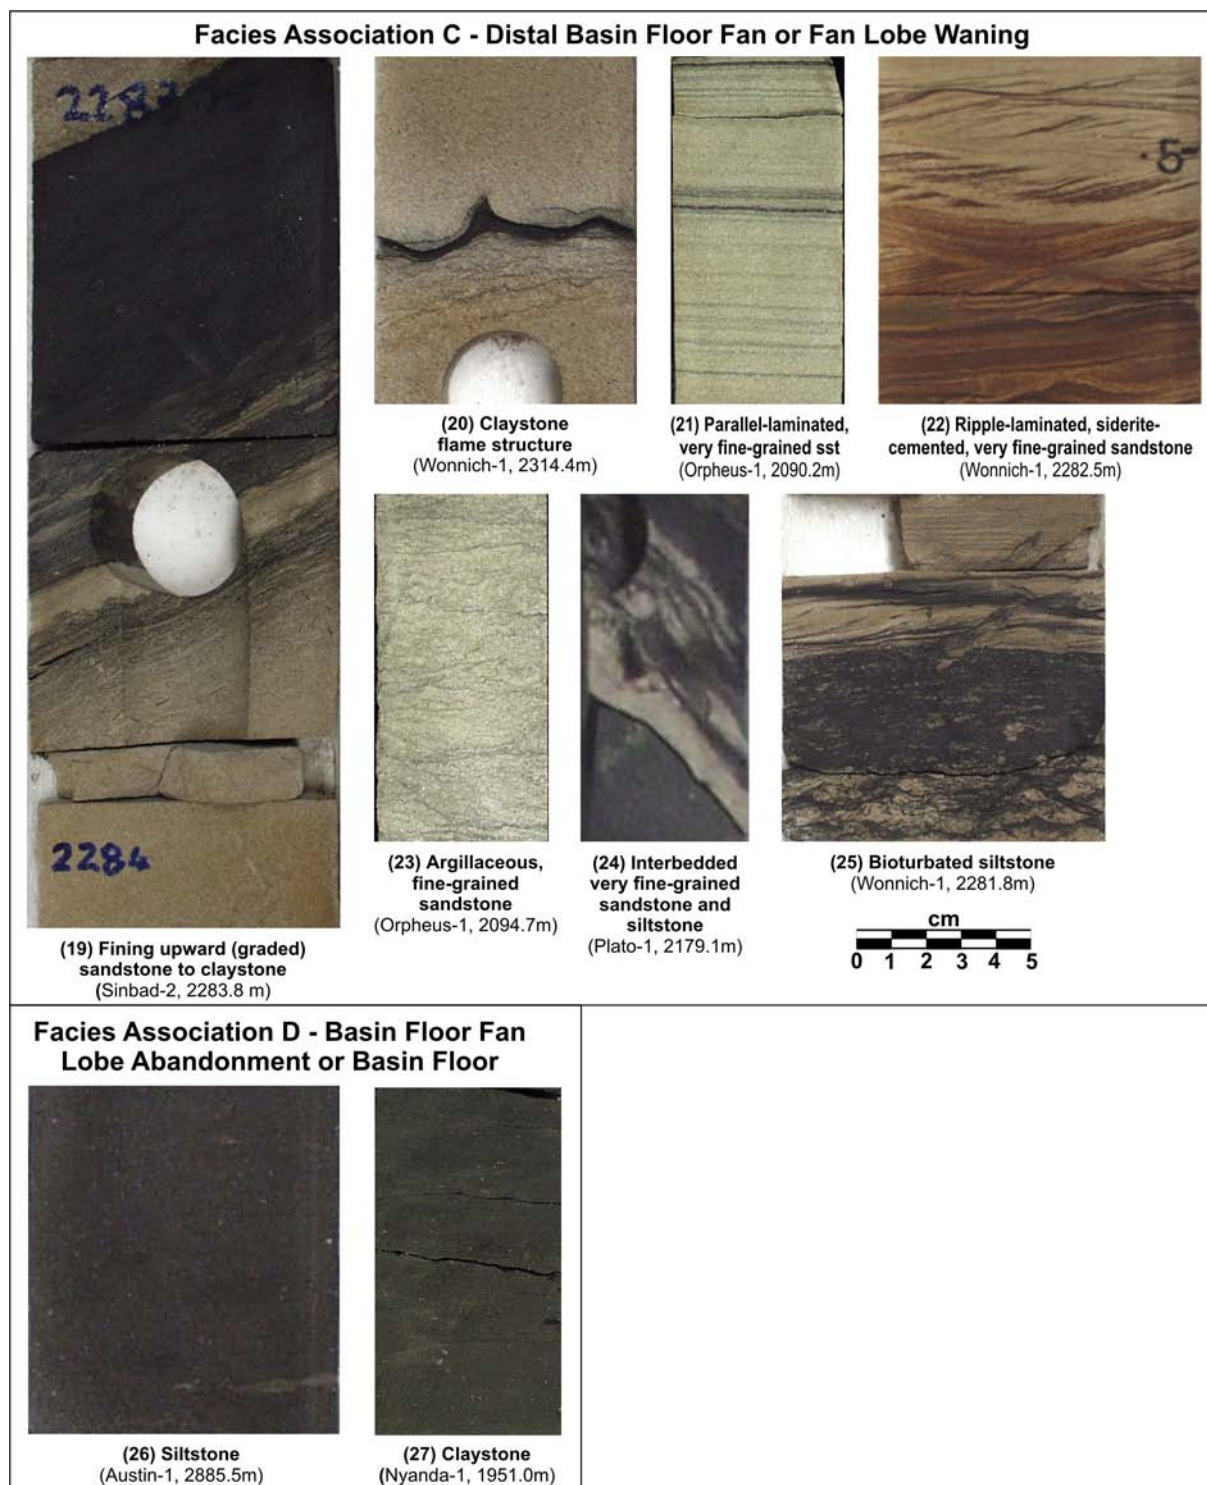 Facies Association C - Distal Basin Floor Fan or Fan Lobe Waning
2283
5-
(20) Claystone
flame structure
(Wonnich-1, 2314.4m)
(21) Parallel-laminated,
very fine-grained sst
(Orpheus-1, 2090.2m)
(22) Ripple-laminated, siderite-
cemented, very fine-grained sandstone
(Wonnich-1, 2282.5m)
2284
(19) Fining upward (graded)
sandstone to claystone
(Sinbad-2, 2283.8 m)
(23) Argillaceous,
fine-grained
sandstone
(Orpheus-1, 2094.7m)
(24) Interbedded
very fine-grained
sandstone and
siltstone
(Plato-1, 2179.1m)
(25) Bioturbated siltstone
(Wonnich-1, 2281.8m)
cm
0 1 2 3 4 5
Facies Association D - Basin Floor Fan
Lobe Abandonment or Basin Floor
(26) Siltstone
(Austin-1, 2885.5m)
(27) Claystone
(Nyanda-1, 1951.0m)